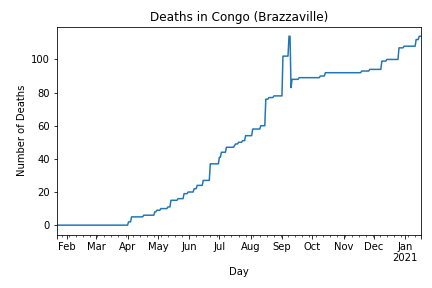 Deaths in Congo (Brazzaville)
Number of Deaths
100
80
60
40
20
0
Feb Mar Apr May Jun Jul Aug Sep Oct Nov Dec Jan
2021
Day